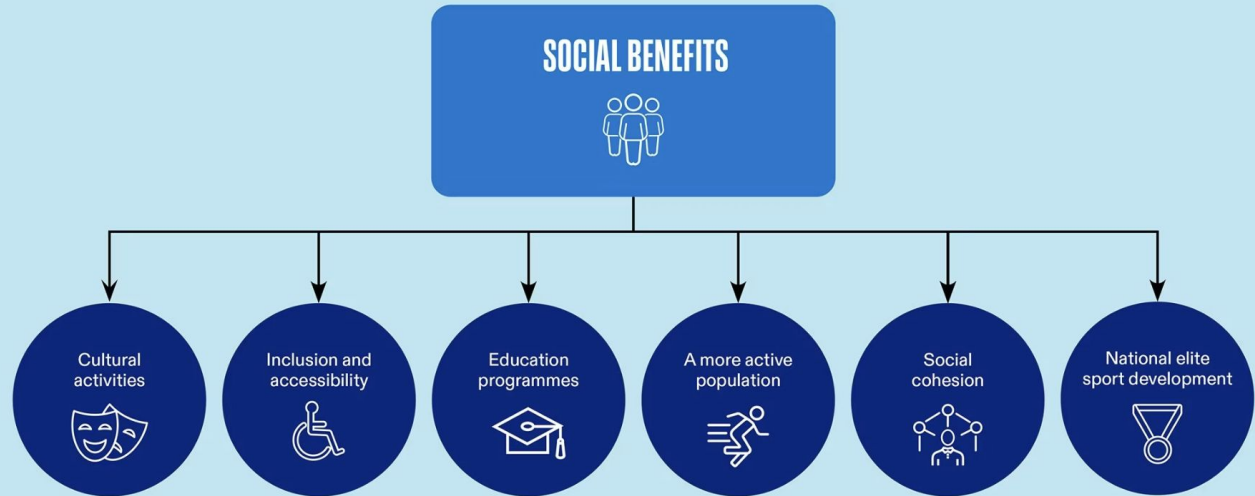 SOCIAL BENEFITS
Cultural
activities
Inclusion and
accessibility
Education
programmes
A more active
population
Social
cohesion
National elite
sport development